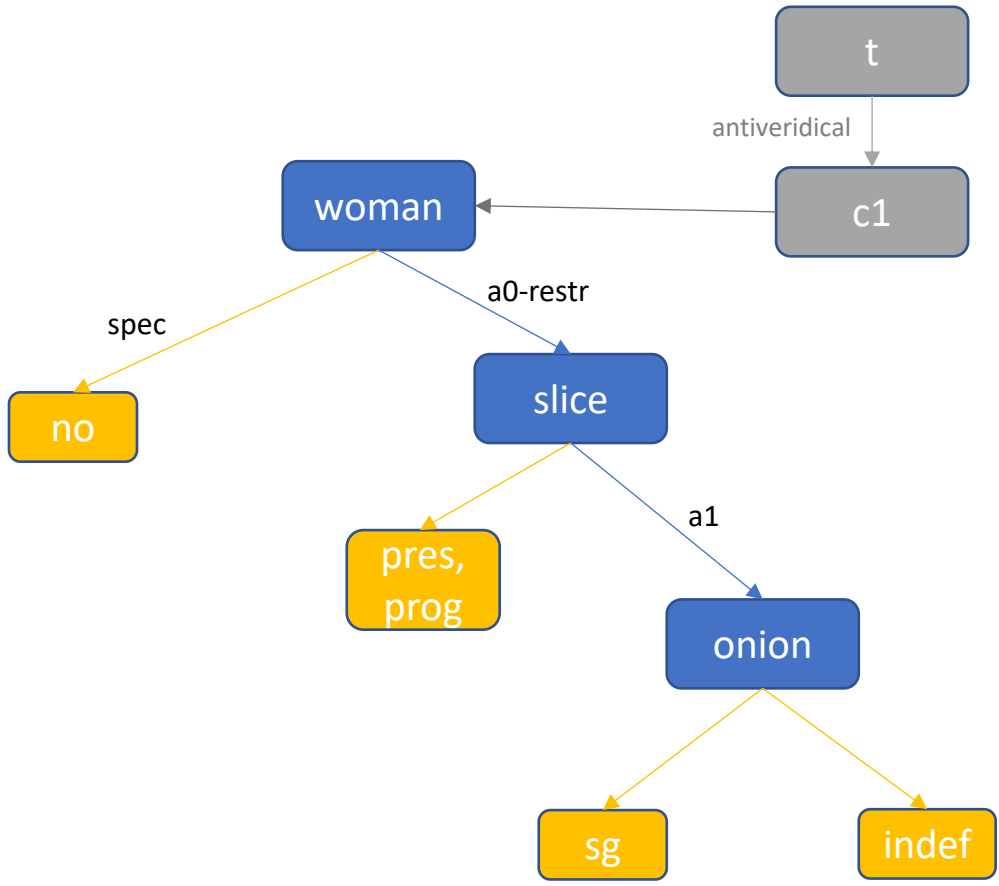 t
antiveridical
woman
c1
a0-restr
spec
slice
no
a1
pres,
prog
onion
sg
indef